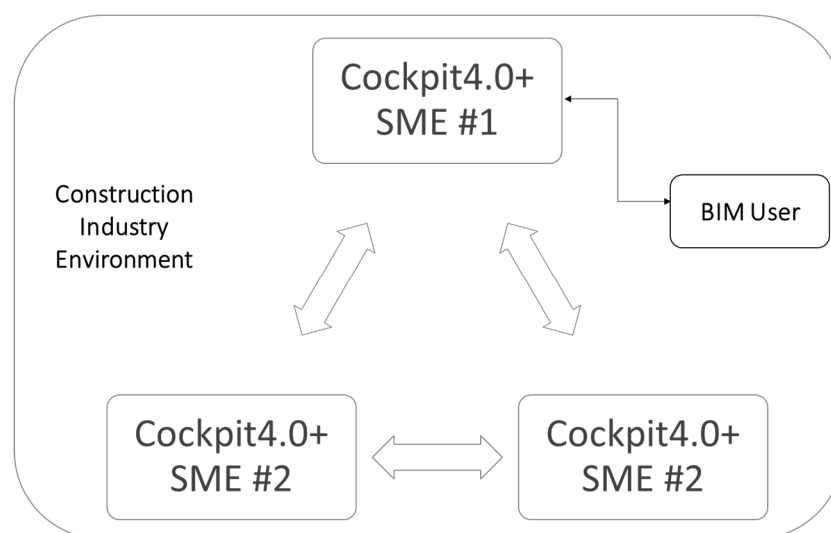 Cockpit4.0+
SME #1
Construction
Industry
Environment
BIM User
Cockpit4.0+
SME #2
Cockpit4.0+
SME #2